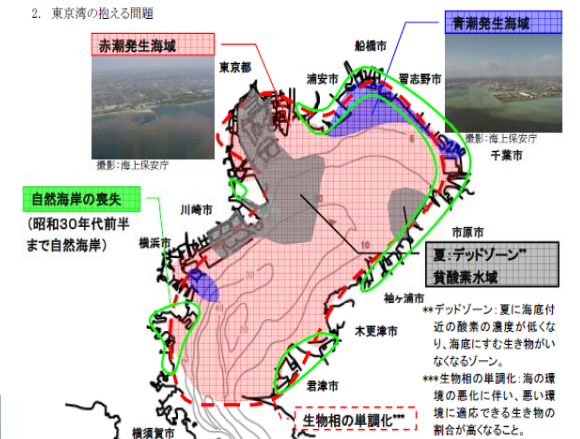 2. 東京湾の抱える問題
赤潮発生海域
青潮発生海域
撮影：海上保安庁
撮影：海上保安庁
東京都
浦安市
船橋市
習志野市
千葉市
自然海岸の喪失
(昭和30年代前半
まで自然海岸)
川崎市
横浜市
市原市
夏：デッドゾーン**
貧酸素水域
袖ヶ浦市
木更津市
君津市
横須賀市
生物相の単調化***
10
**デッドゾーン：夏に海底付
近の酸素の濃度が低くな
り、海底にすむ生き物がい
なくなるゾーン。
***生物相の単調化：海の環
境の悪化に伴い、悪い環
境に適応できる生き物の
割合が高くなること。